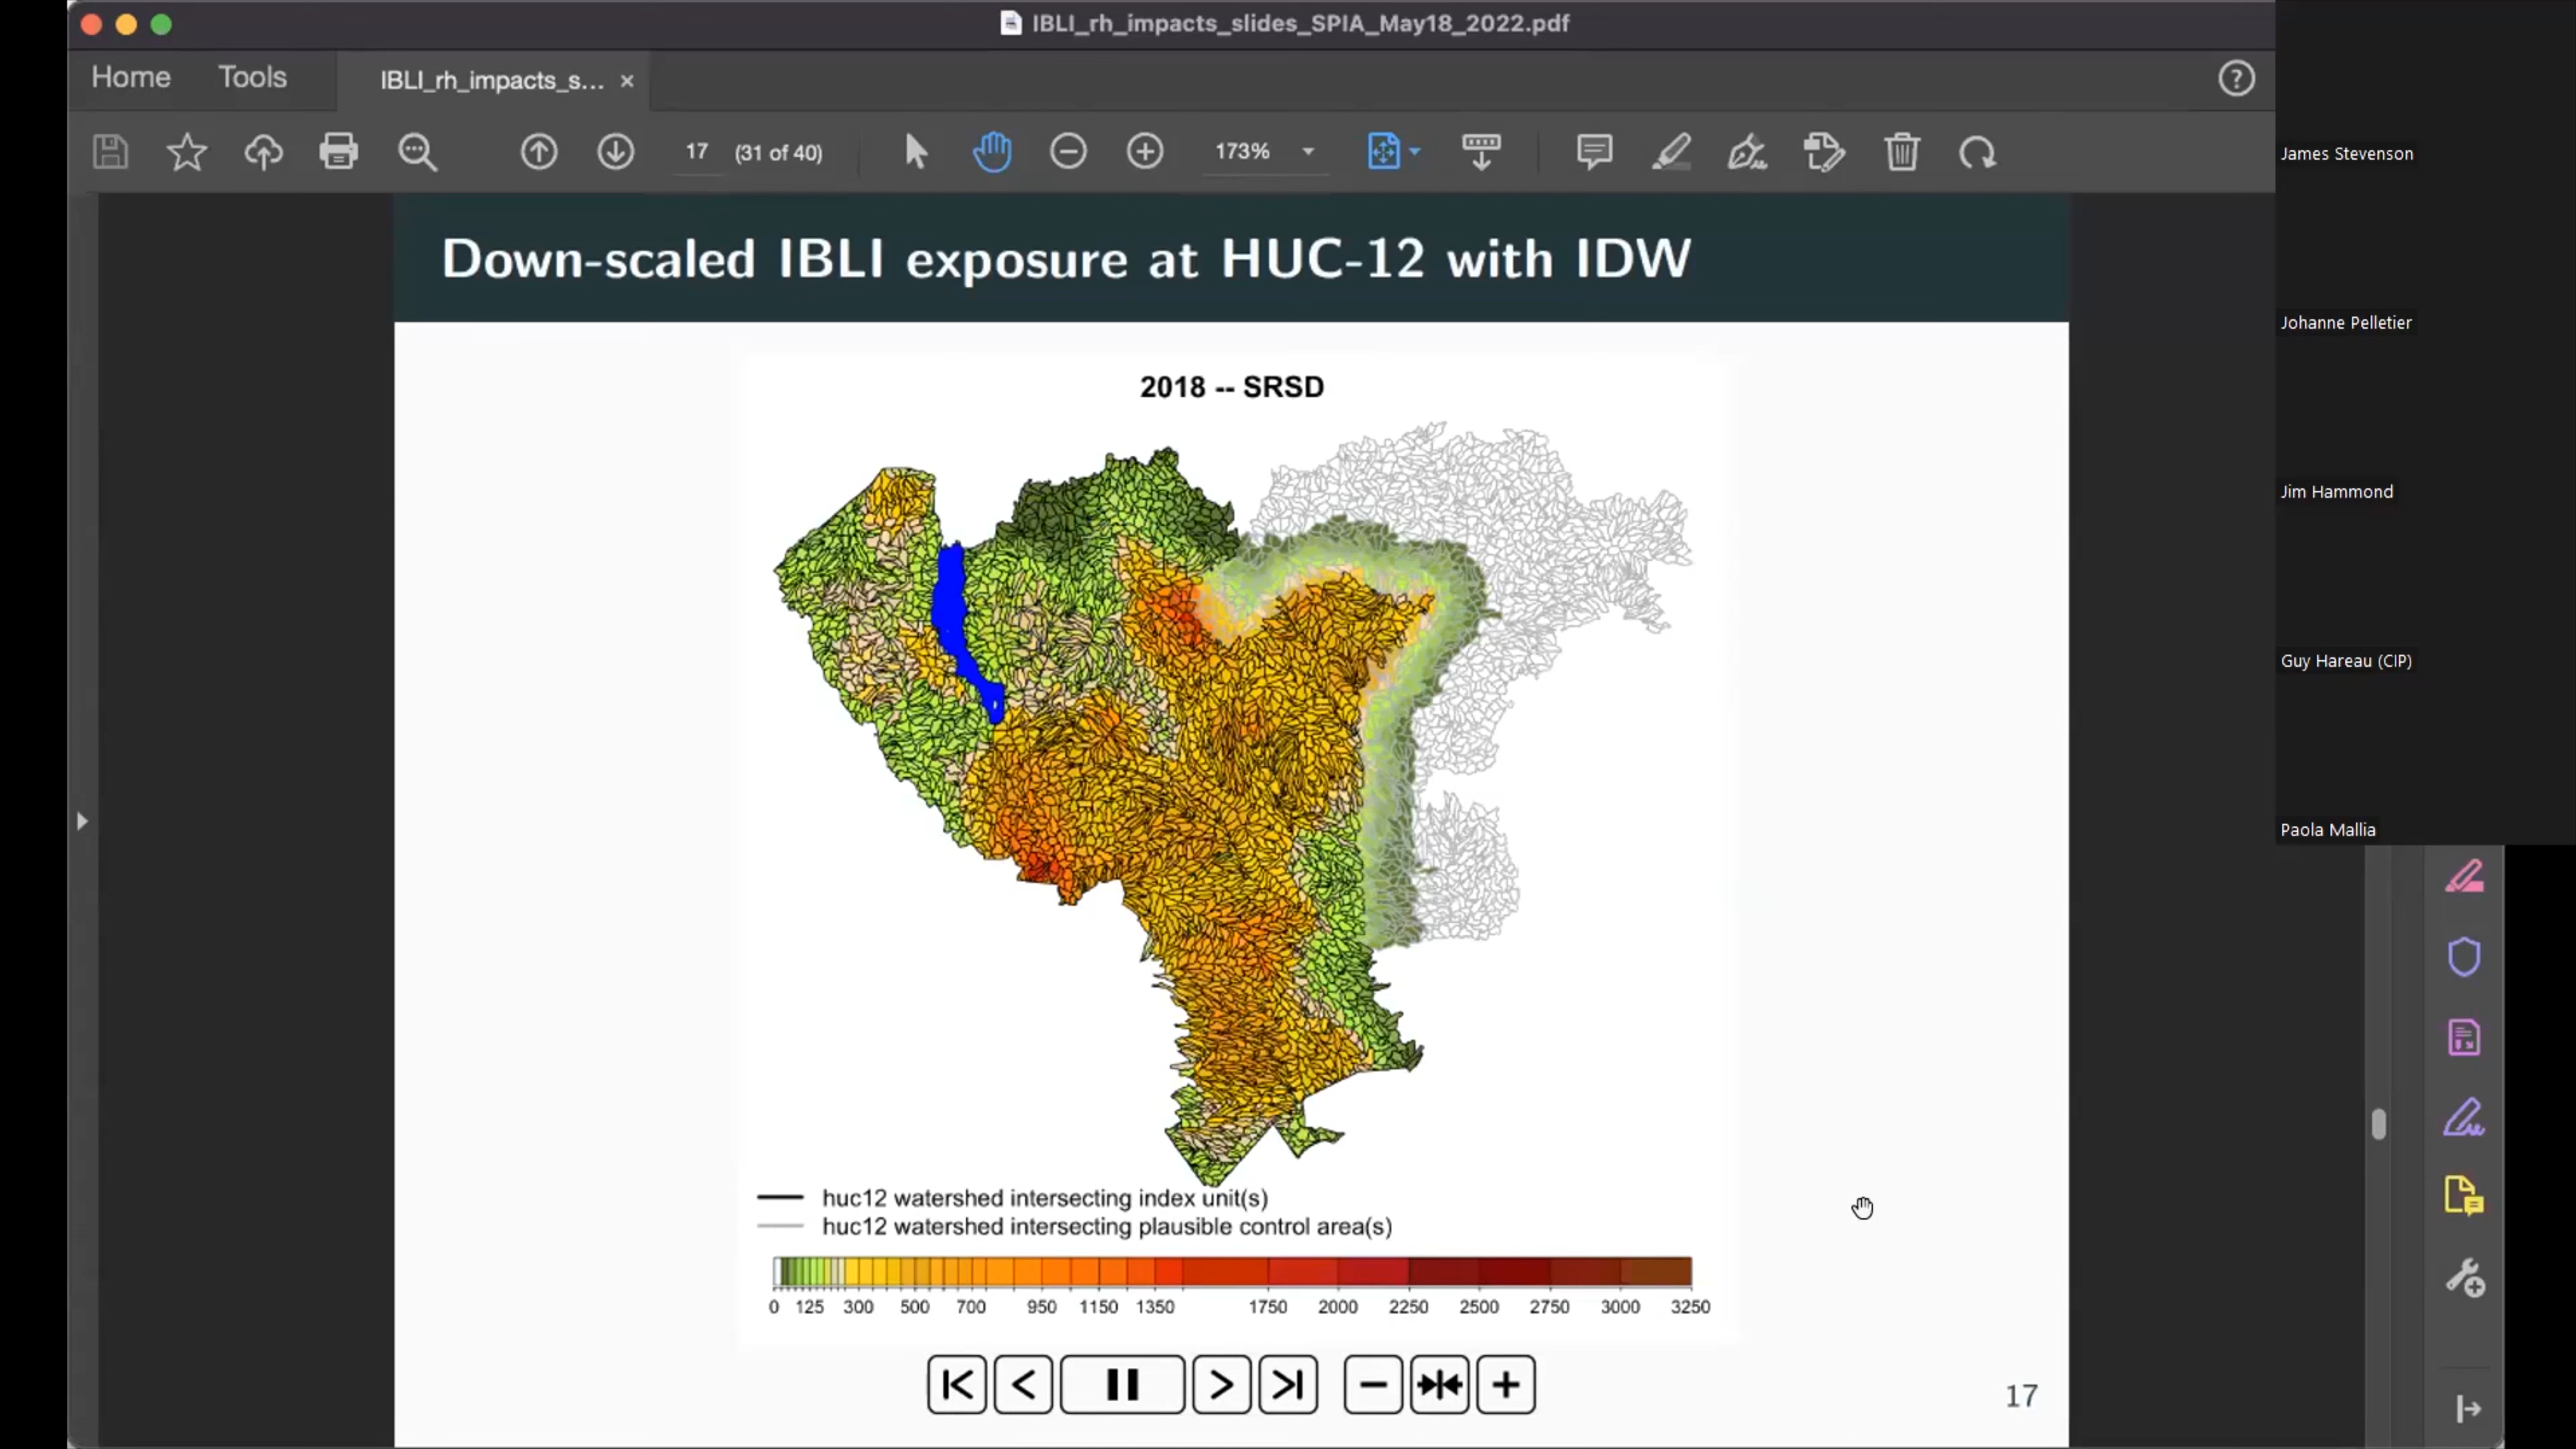 IBLI_rh_impacts_slides_SPIA_May18_2022.pdf
Home Tools IBLI_rh_impacts_s... ×
17 (31 of 40) 173%
Down-scaled IBLI exposure at HUC-12 with IDW
2018 -- SRSD
huc12 watershed intersecting index unit(s)
huc12 watershed intersecting plausible control area(s)
0 125 300 500 700 950 1150 1350 1750 2000 2250 2500 2750 3000 3250
17
James Stevenson
Johanne Pelletier
Jim Hammond
Guy Hareau (CIP)
Paola Mallia